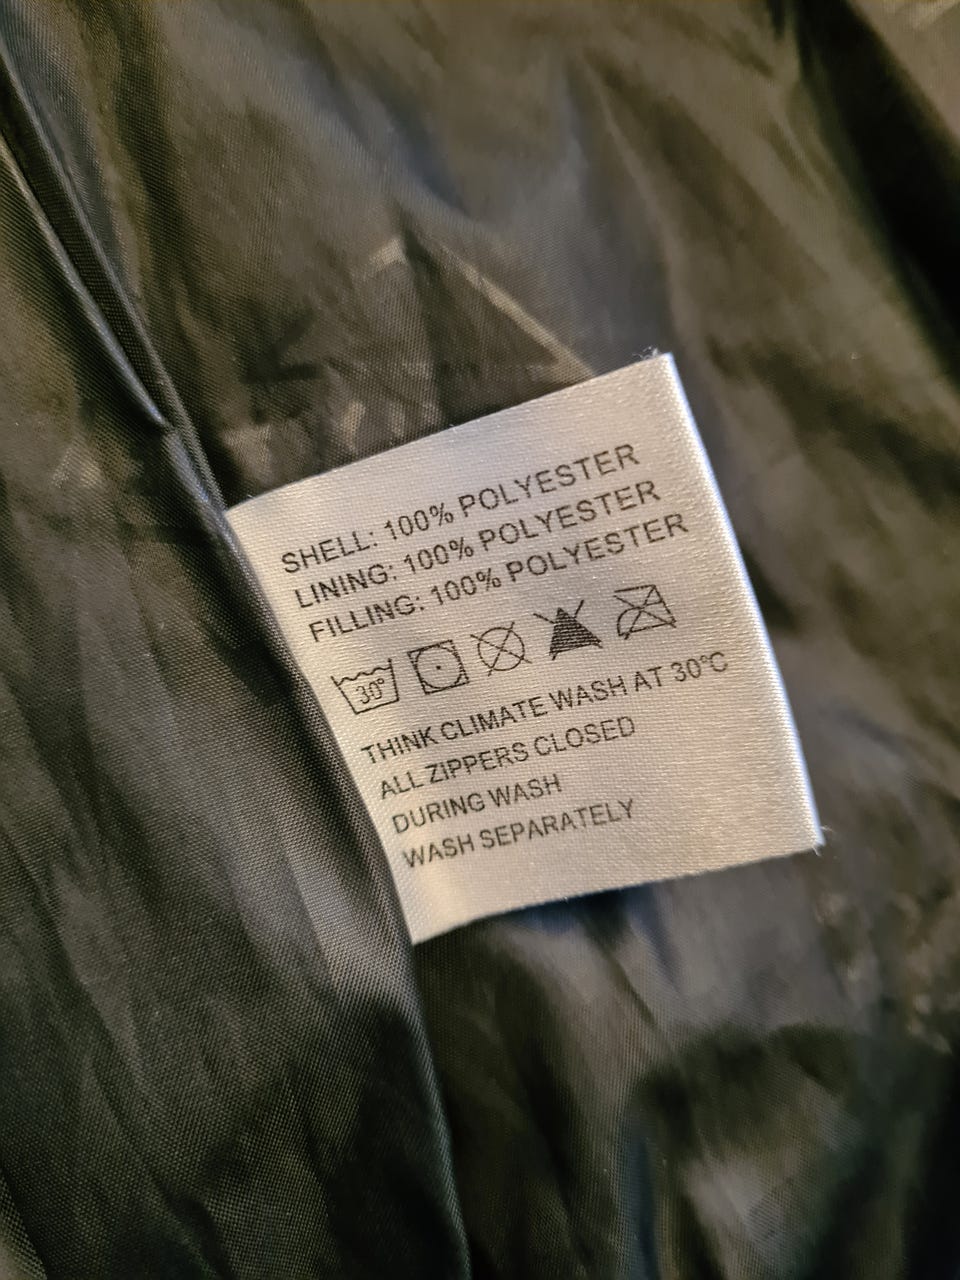 SHELL: 100% POLYESTER
LINING: 100% POLYESTER
FILLING: 100% POLYESTER
30°
THINK CLIMATE WASH AT 30°C
ALL ZIPPERS CLOSED
DURING WASH
WASH SEPARATELY